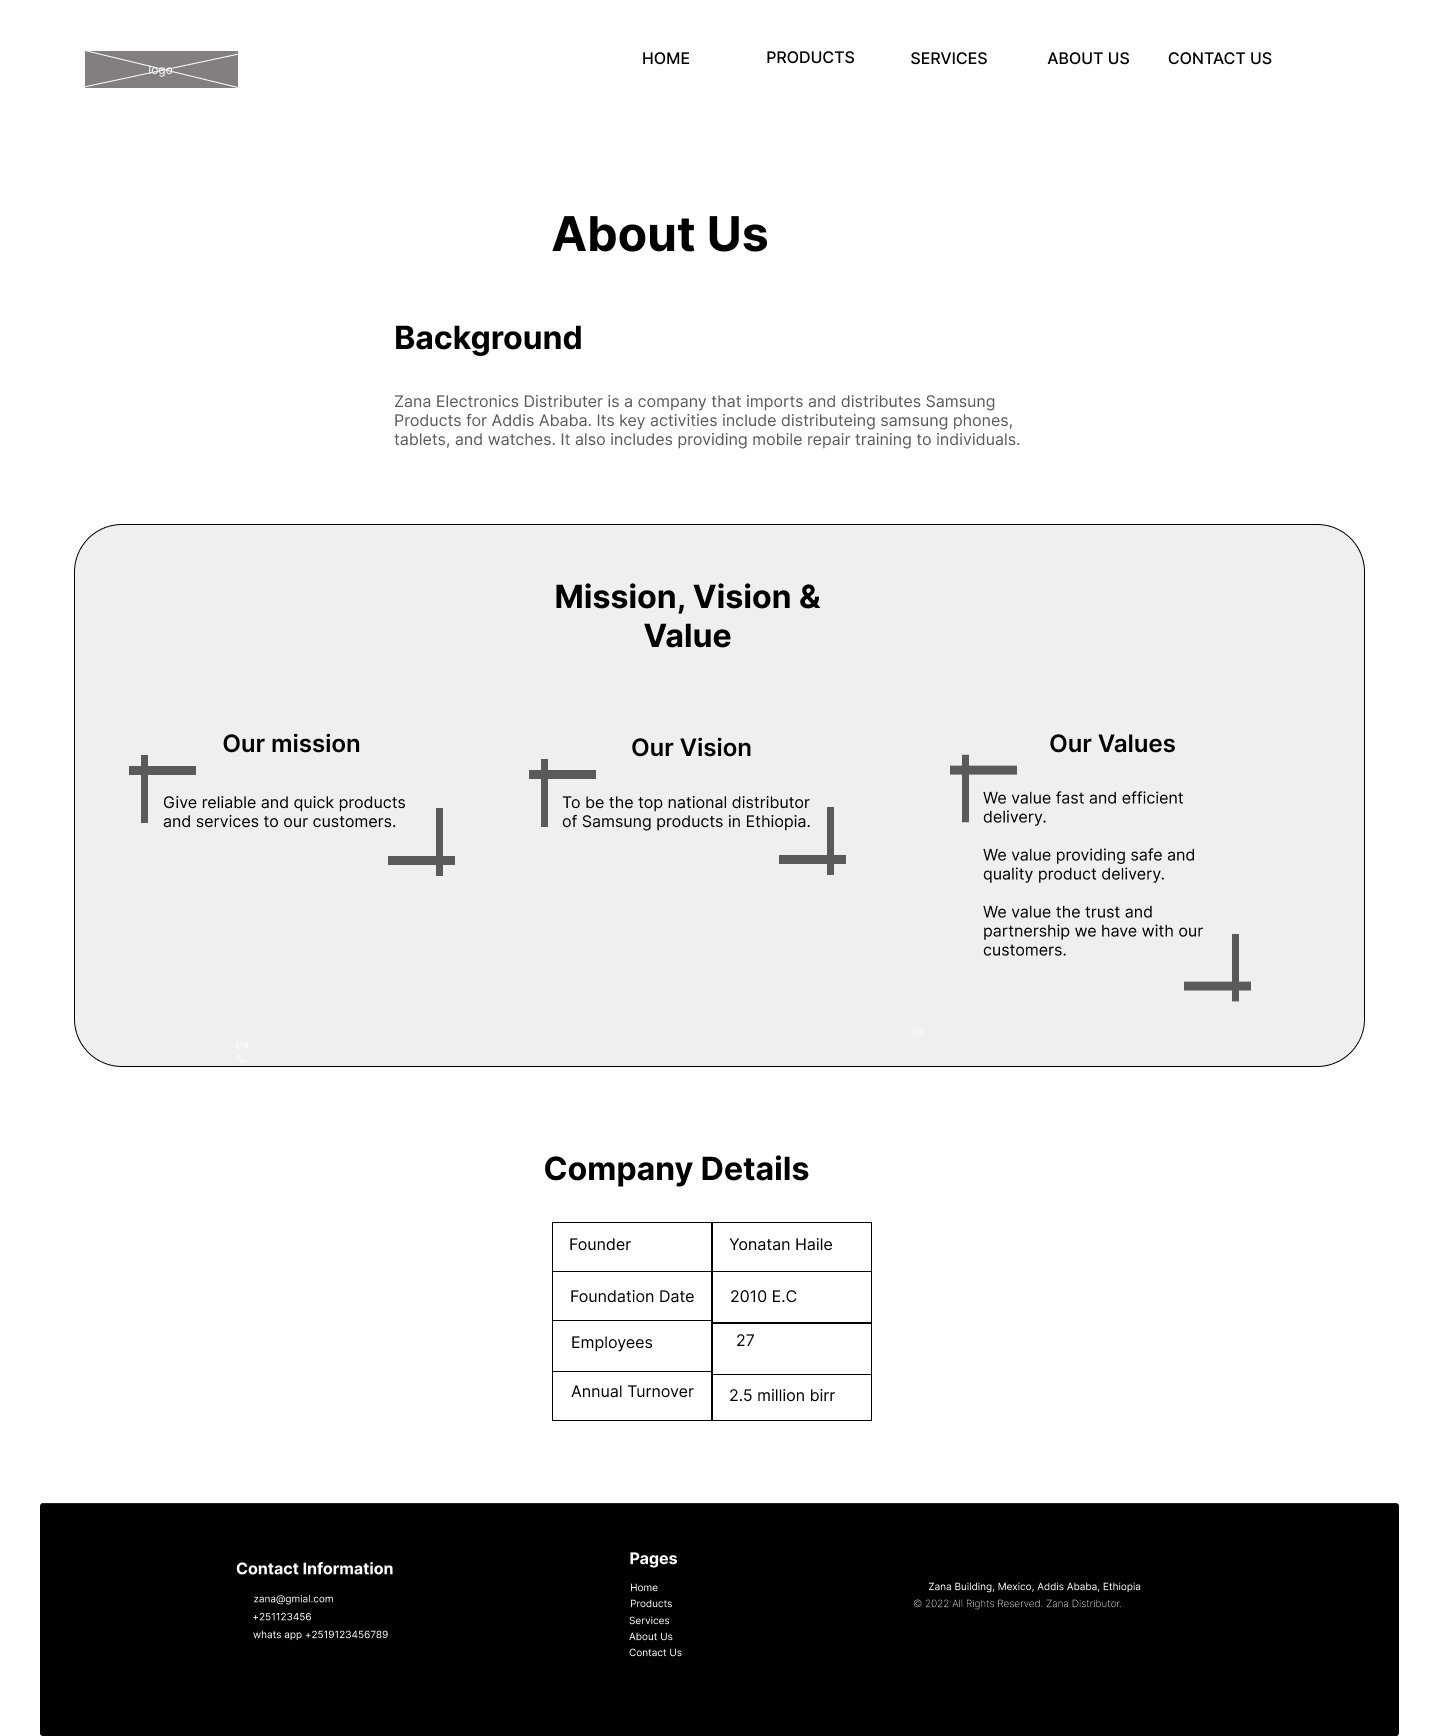 logo
HOME PRODUCTS SERVICES ABOUT US CONTACT US
About Us
Background
Zana Electronics Distributer is a company that imports and distributes Samsung
Products for Addis Ababa. Its key activities include distributeing samsung phones,
tablets, and watches. It also includes providing mobile repair training to individuals.
Mission, Vision &
Value
Our mission
Give reliable and quick products
and services to our customers.
Our Vision
To be the top national distributor
of Samsung products in Ethiopia.
Our Values
We value fast and efficient
delivery.
We value providing safe and
quality product delivery.
We value the trust and
partnership we have with our
customers.
Company Details
Founder Yonatan Haile
Foundation Date 2010 E.C
Employees 27
Annual Turnover 2.5 million birr
Contact Information
zana@gmial.com
+251123456
whats app +2519123456789
Pages
Home
Products
Services
About Us
Contact Us
Zana Building, Mexico, Addis Ababa, Ethiopia
© 2022 All Rights Reserved. Zana Distributor.